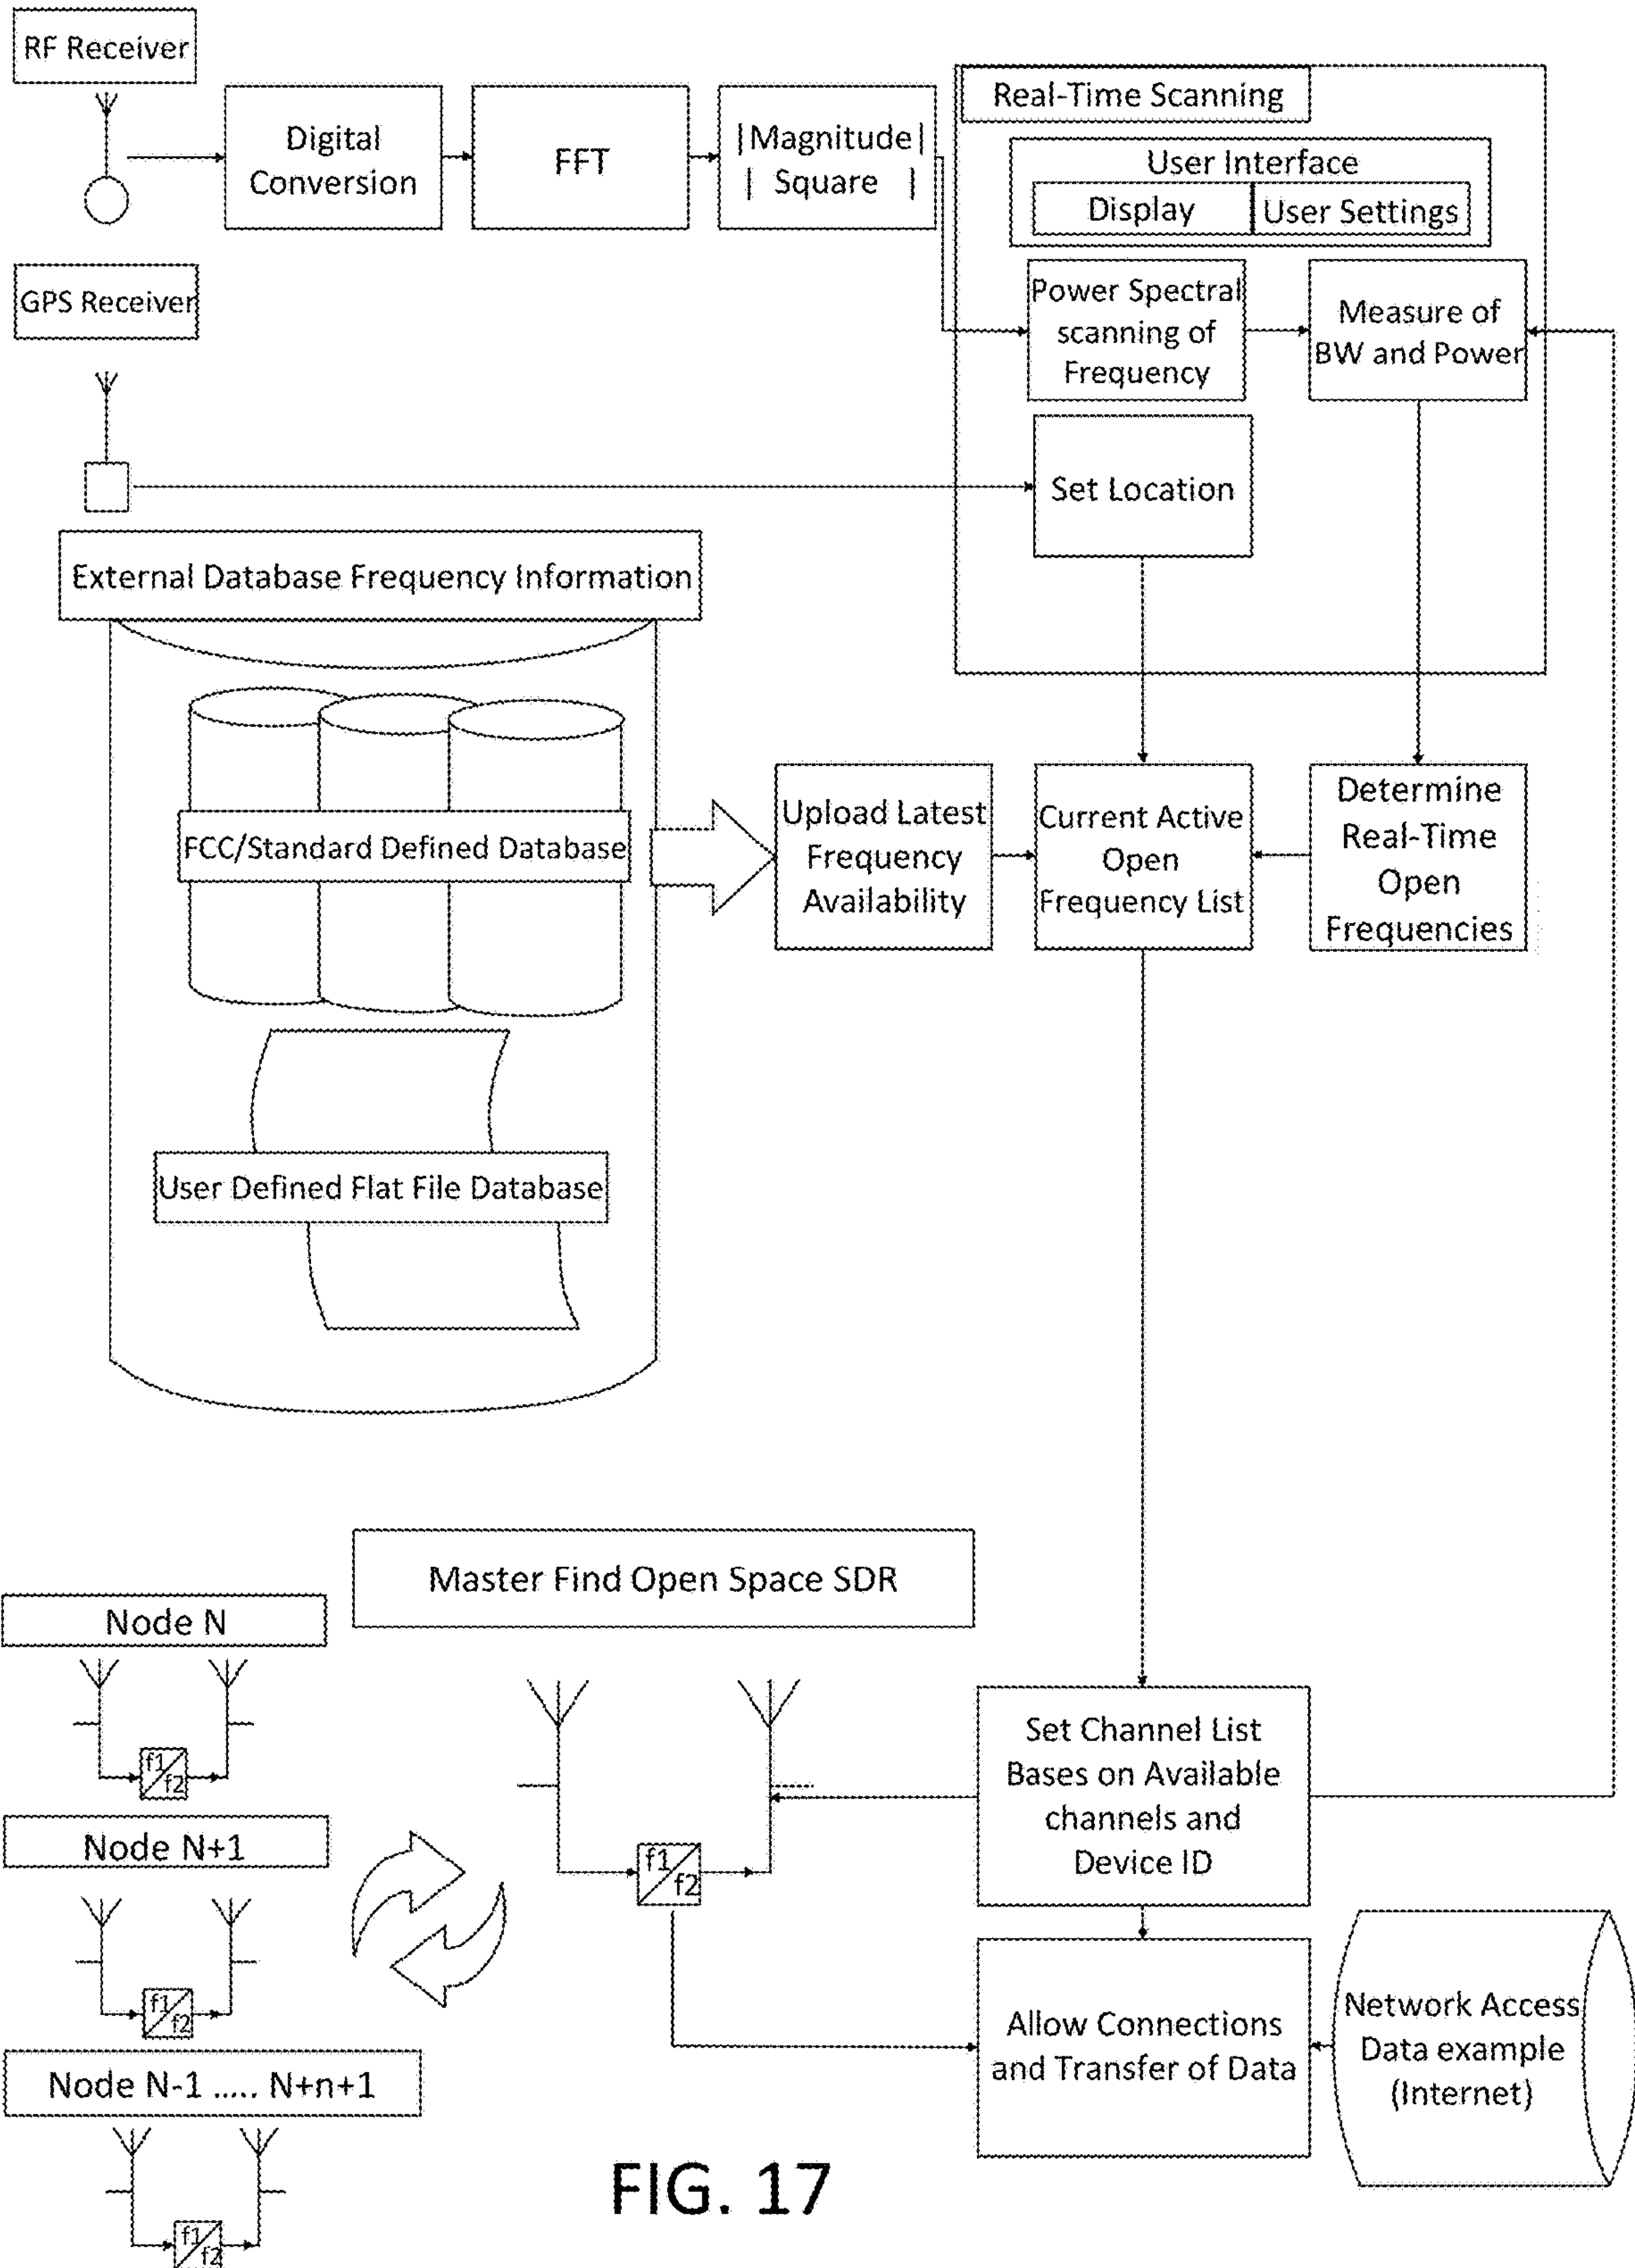 RF Receiver
Digital
Conversion
FFT
|Magnitude|
| Square |
Real-Time Scanning
User Interface
Display
User Settings
GPS Receiver
Power Spectral
scanning of
Frequency
Measure of
BW and Power
Set Location
External Database Frequency Information
FCC/Standard Defined Database
Upload Latest
Frequency
Availability
Current Active
Open
Frequency List
Determine
Real-Time
Open
Frequencies
User Defined Flat File Database
Master Find Open Space SDR
Node N
f1
f2
Node N+1
f1
f2
Node N-1 ..... N+n+1
f1
f2
f1
f2
Set Channel List
Bases on Available
channels and
Device ID
Allow Connections
and Transfer of Data
Network Access
Data example
(Internet)
FIG. 17